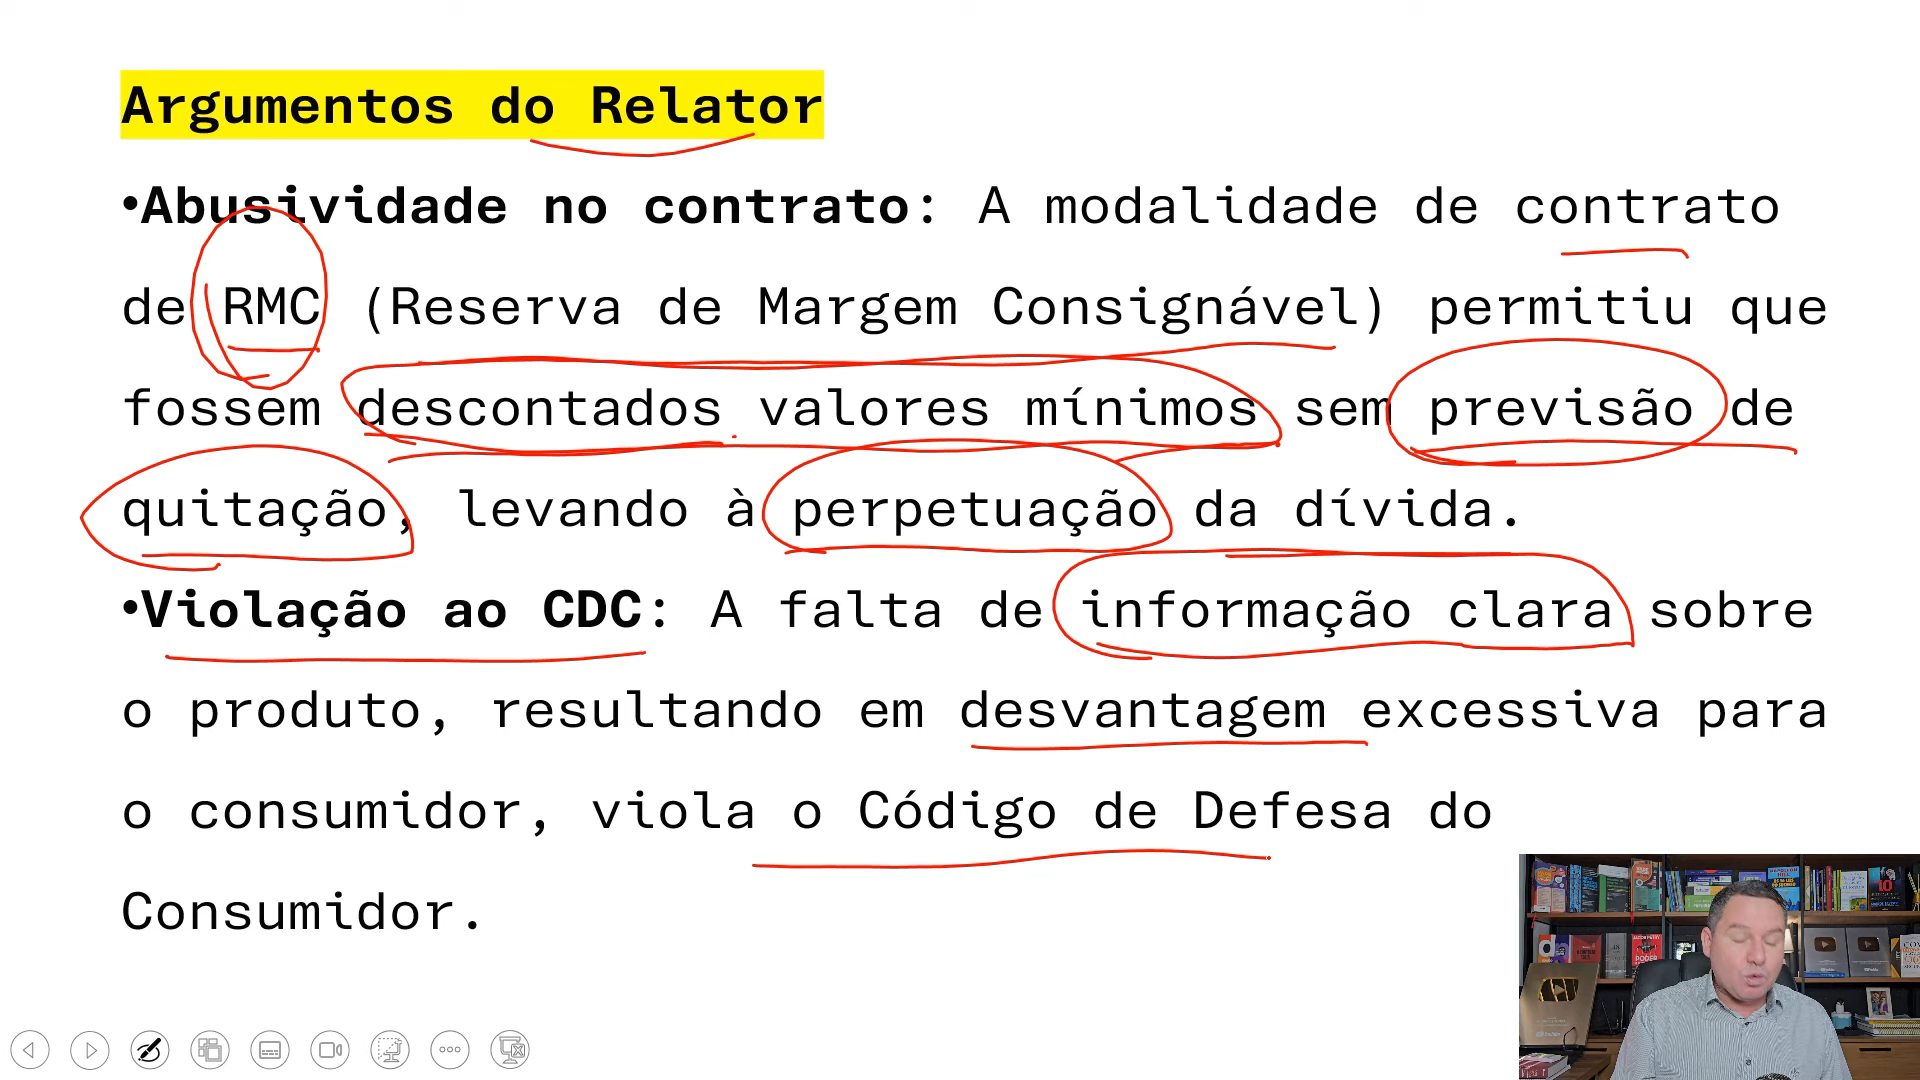 Argumentos do Relator
•Abusividade no contrato: A modalidade de contrato
de RMC (Reserva de Margem Consignável) permitiu que
fossem descontados valores mínimos sem previsão de
quitação, levando à perpetuação da dívida.
•Violação ao CDC: A falta de informação clara sobre
o produto, resultando em desvantagem excessiva para
o consumidor, viola o Código de Defesa do
Consumidor.